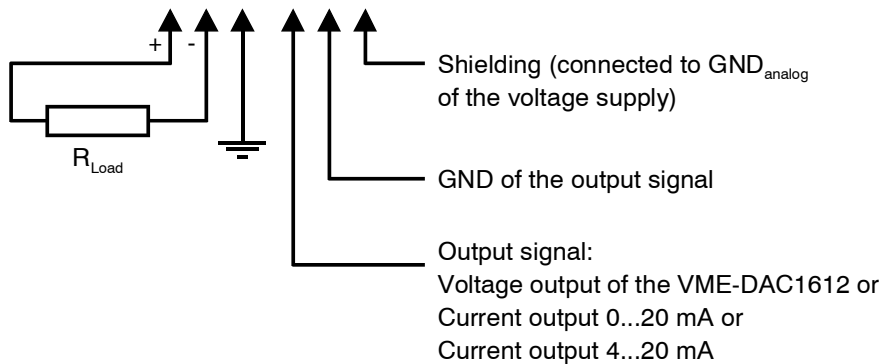 + -
R_Load
Shielding (connected to GND_analog
of the voltage supply)
GND of the output signal
Output signal:
Voltage output of the VME-DAC1612 or
Current output 0...20 mA or
Current output 4...20 mA